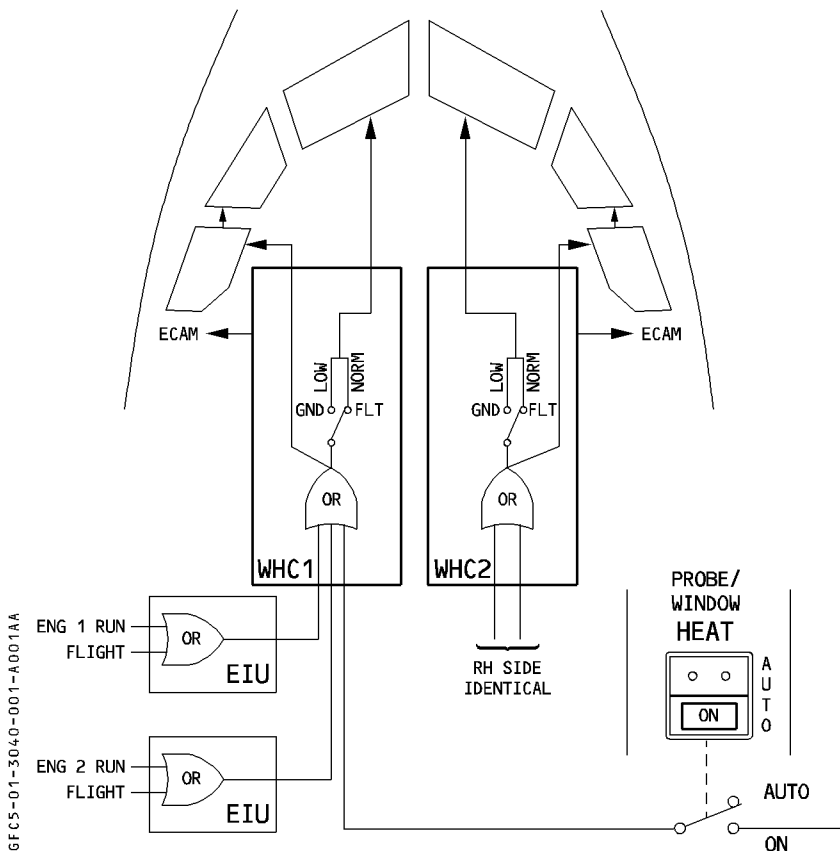 ECAM
ECAM
LOW
NORM
LOW
NORM
GND
FLT
GND
FLT
OR
OR
WHC1
WHC2
PROBE/
WINDOW
HEAT
ENG 1 RUN
FLIGHT
OR
EIU
RH SIDE
IDENTICAL
ON
AUTO
ENG 2 RUN
FLIGHT
OR
EIU
AUTO
ON
GFC5-01-3040-001-A001AA